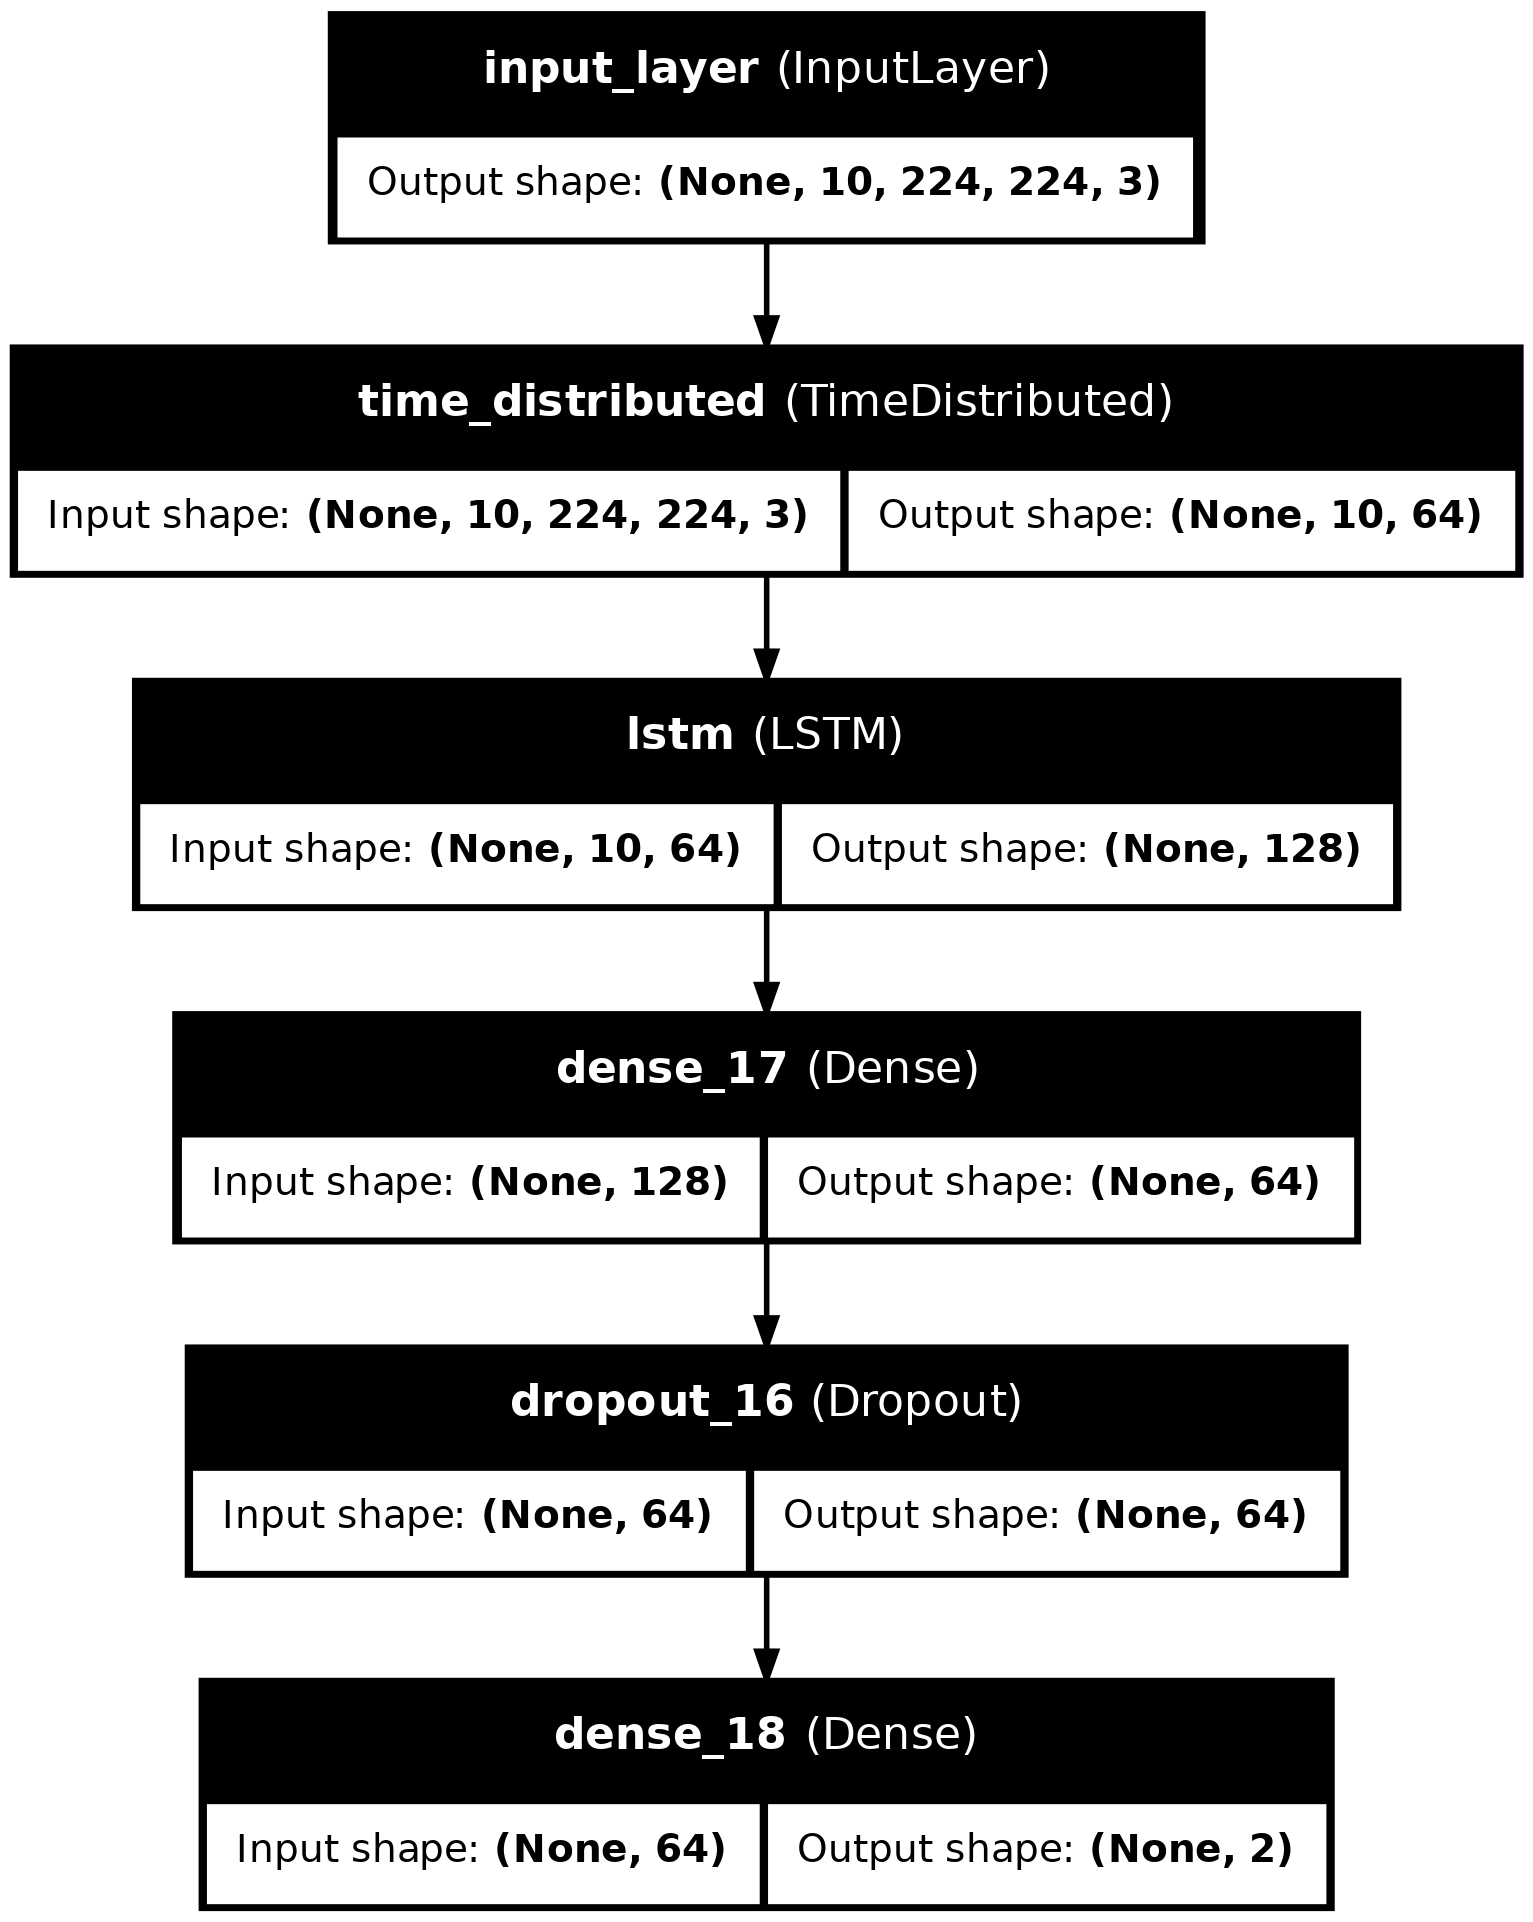 input_layer (InputLayer)
Output shape: (None, 10, 224, 224, 3)
time_distributed (TimeDistributed)
Input shape: (None, 10, 224, 224, 3) Output shape: (None, 10, 64)
lstm (LSTM)
Input shape: (None, 10, 64) Output shape: (None, 128)
dense_17 (Dense)
Input shape: (None, 128) Output shape: (None, 64)
dropout_16 (Dropout)
Input shape: (None, 64) Output shape: (None, 64)
dense_18 (Dense)
Input shape: (None, 64) Output shape: (None, 2)